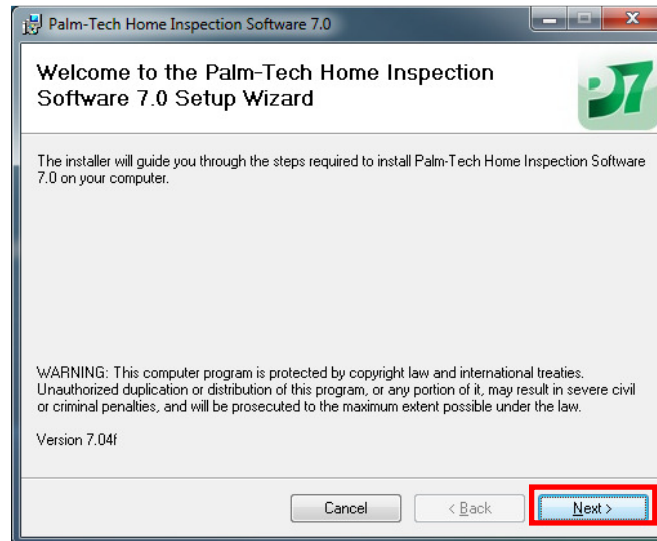 Palm-Tech Home Inspection Software 7.0
Welcome to the Palm-Tech Home Inspection
Software 7.0 Setup Wizard
P7
The installer will guide you through the steps required to install Palm-Tech Home Inspection Software
7.0 on your computer.
WARNING: This computer program is protected by copyright law and international treaties.
Unauthorized duplication or distribution of this program, or any portion of it, may result in severe civil
or criminal penalties, and will be prosecuted to the maximum extent possible under the law.
Version 7.04f
Cancel
< Back
Next >